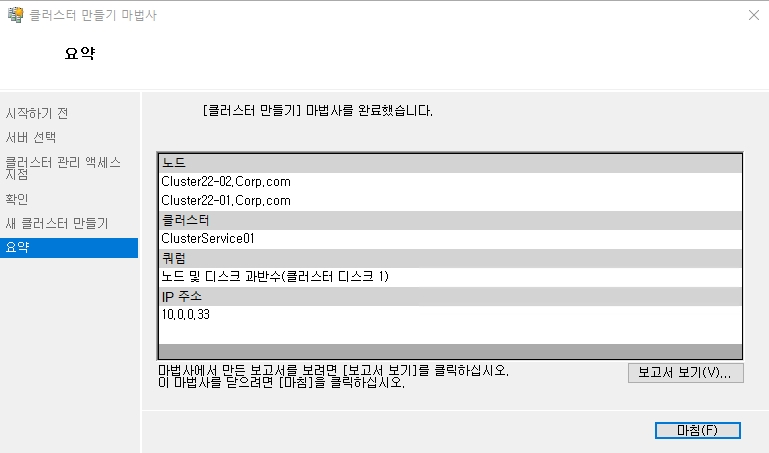 클러스터 만들기 마법사
요약
시작하기 전
서버 선택
클러스터 관리 액세스
지점
확인
새 클러스터 만들기
요약
[클러스터 만들기] 마법사를 완료했습니다.
노드
Cluster22-02.Corp.com
Cluster22-01.Corp.com
클러스터
ClusterService01
쿼럼
노드 및 디스크 과반수(클러스터 디스크 1)
IP 주소
10.0.0.33
마법사에서 만든 보고서를 보려면 [보고서 보기]를 클릭하십시오.
이 마법사를 닫으려면 [마침]을 클릭하십시오.
보고서 보기(V)...
마침(F)